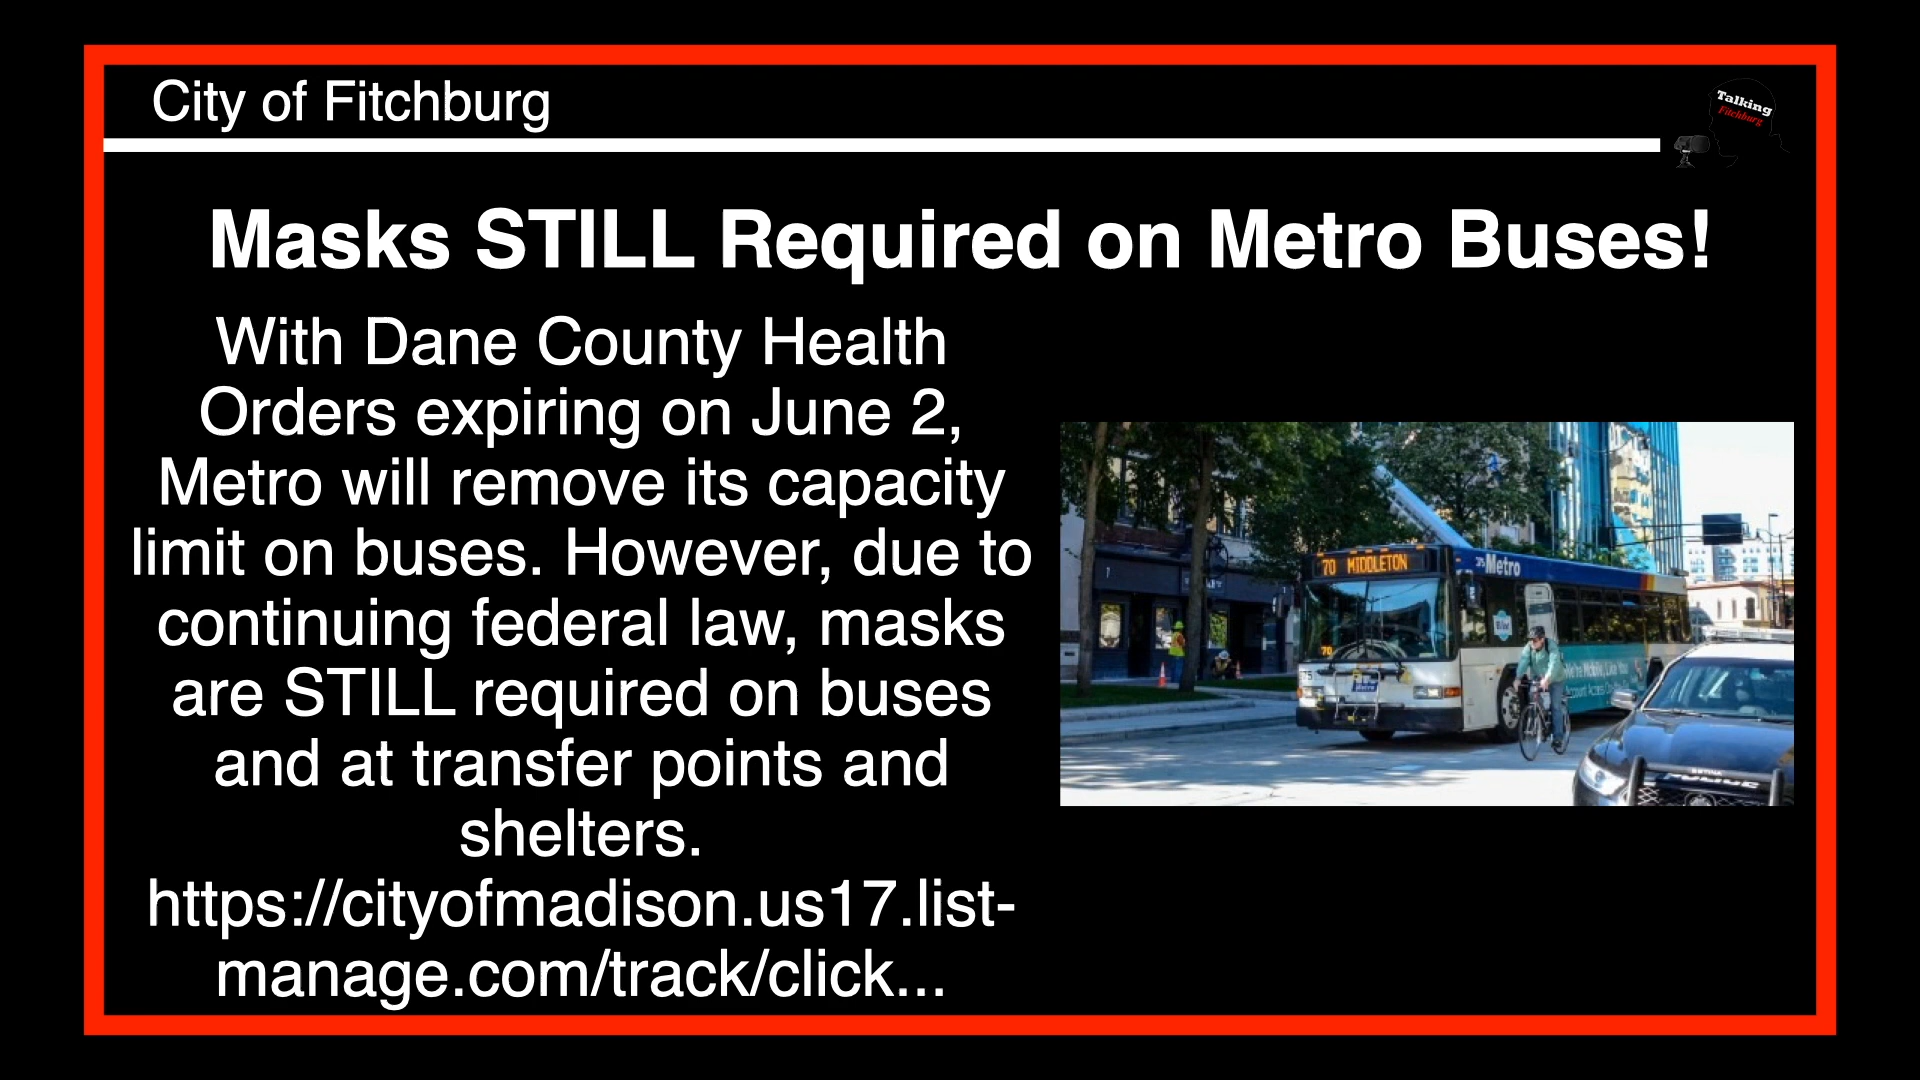 City of Fitchburg
Talking
Fitchburg
Masks STILL Required on Metro Buses!
With Dane County Health
Orders expiring on June 2,
Metro will remove its capacity
limit on buses. However, due to
continuing federal law, masks
are STILL required on buses
and at transfer points and
shelters.
https://cityofmadison.us17.list-
manage.com/track/click...
70 MIDDLETON
Metro
70